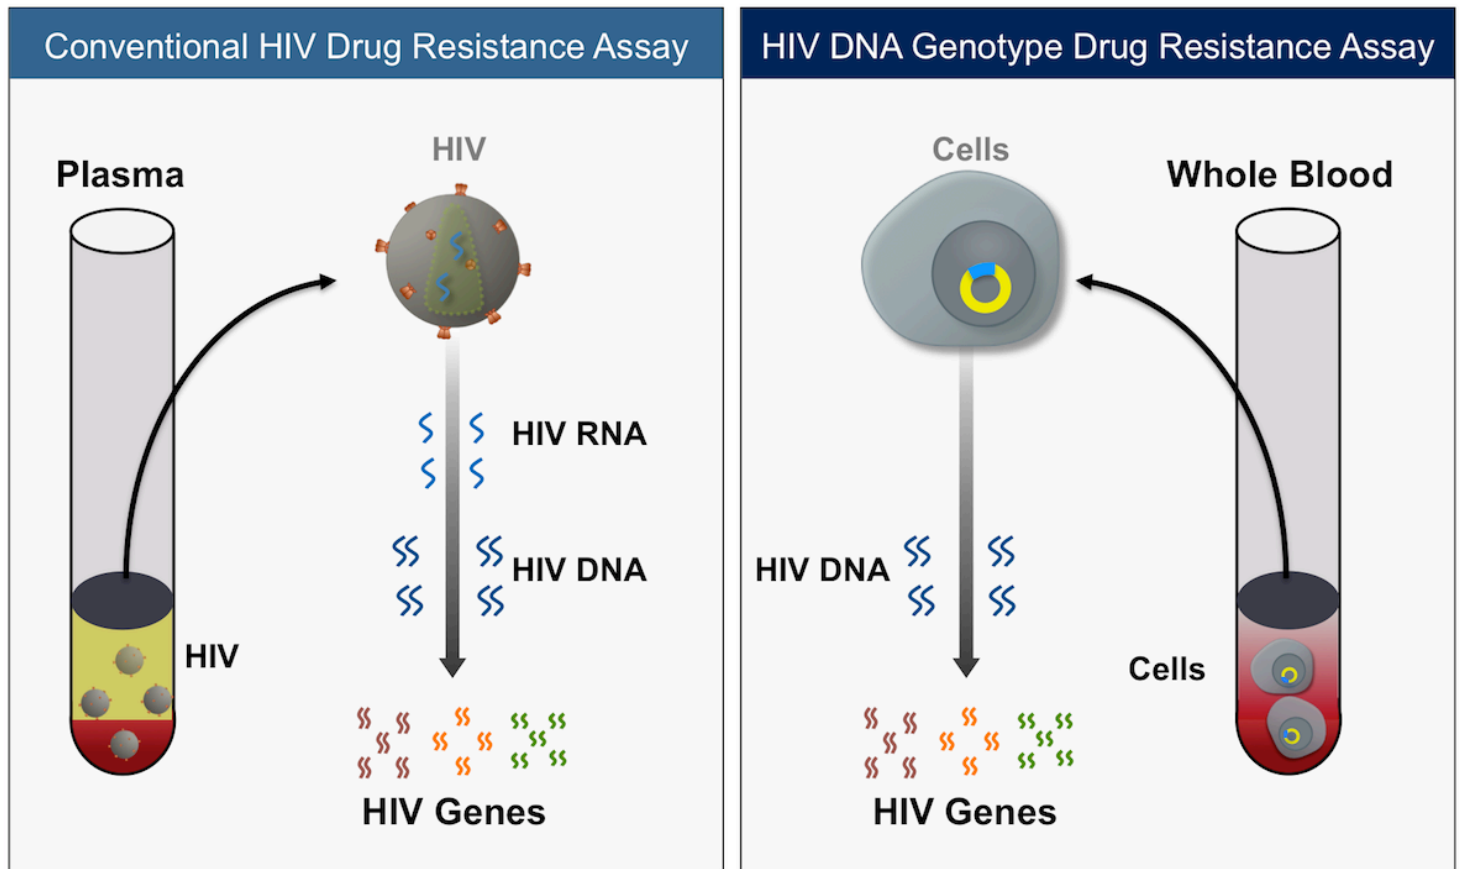 Conventional HIV Drug Resistance Assay
Plasma
HIV
HIV RNA
HIV DNA
HIV
HIV Genes
HIV DNA Genotype Drug Resistance Assay
Cells
Whole Blood
HIV DNA
Cells
HIV Genes